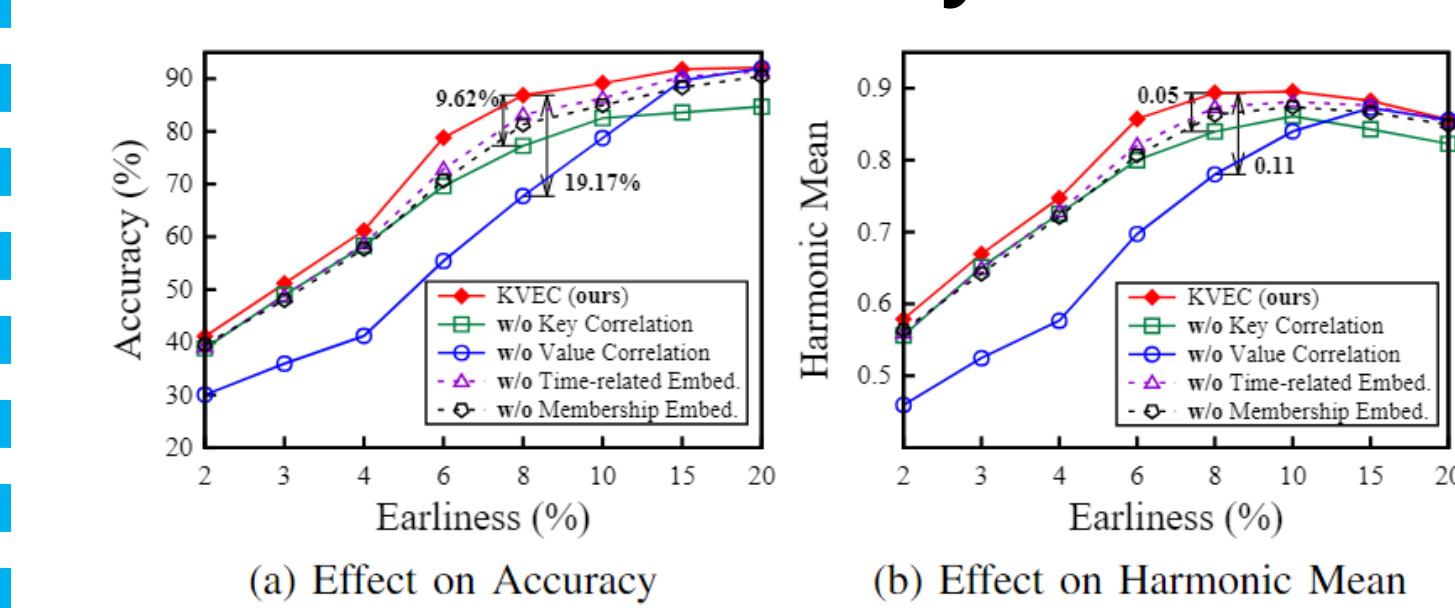 90
80
70
60
50
40
30
20
Accuracy (%)
9.62%
19.17%
KVEC (ours)
w/o Key Correlation
w/o Value Correlation
w/o Time-related Embed.
w/o Membership Embed.
2 3 4 6 8 10 15 20
Earliness (%)
(a) Effect on Accuracy
0.9
0.8
0.7
0.6
0.5
Harmonic Mean
0.05
0.11
KVEC (ours)
w/o Key Correlation
w/o Value Correlation
w/o Time-related Embed.
w/o Membership Embed.
2 3 4 6 8 10 15 20
Earliness (%)
(b) Effect on Harmonic Mean